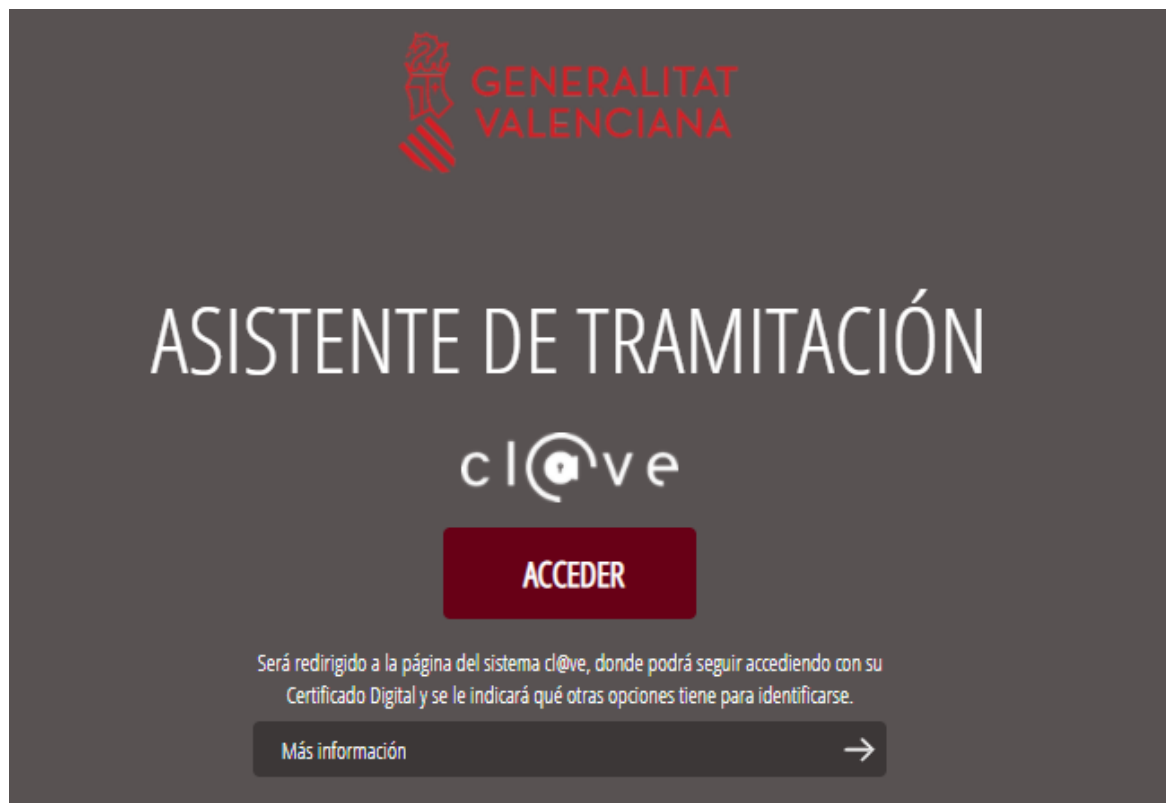 GENERALITAT
VALENCIANA
ASISTENTE DE TRAMITACIÓN
cl@ve
ACCEDER
Será redirigido a la página del sistema cl@ve, donde podrá seguir accediendo con su
Certificado Digital y se le indicará qué otras opciones tiene para identificarse.
Más información